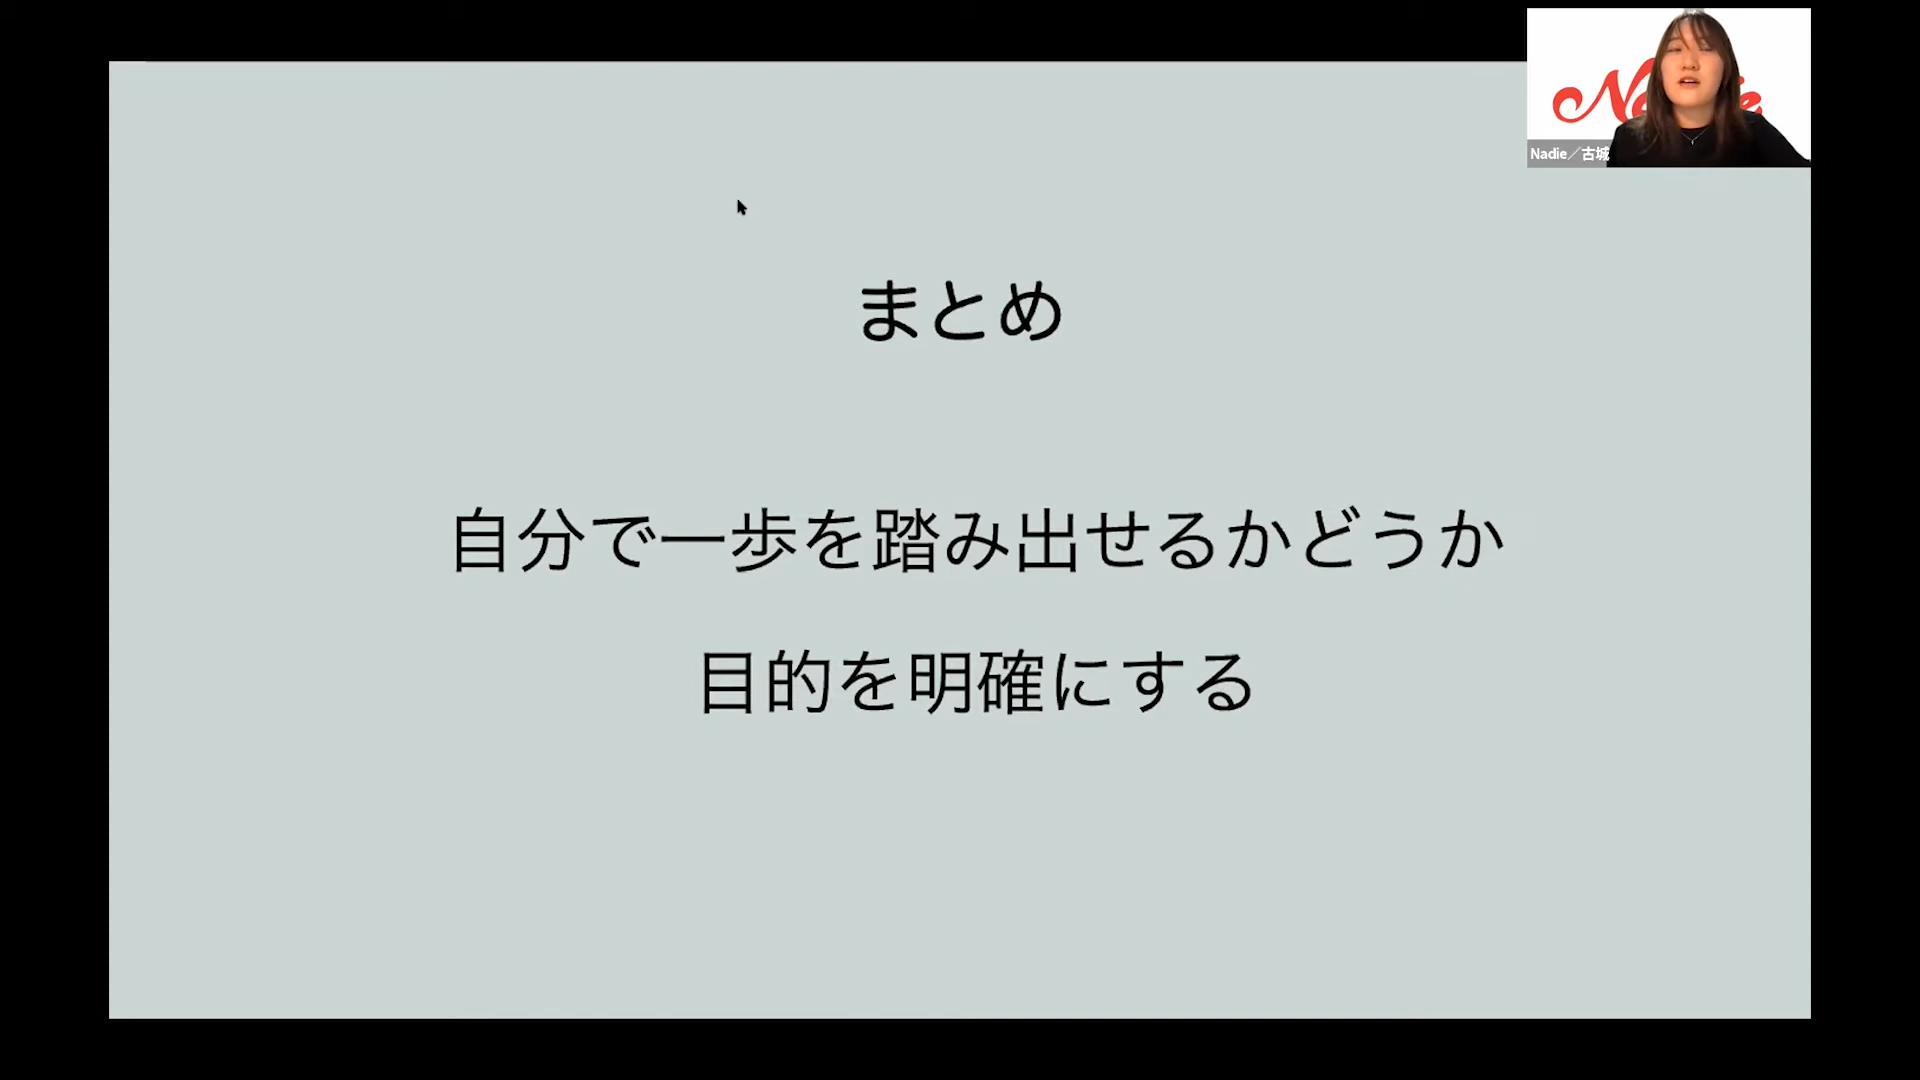 Nadie／古城
まとめ
自分で一歩を踏み出せるかどうか
目的を明確にする